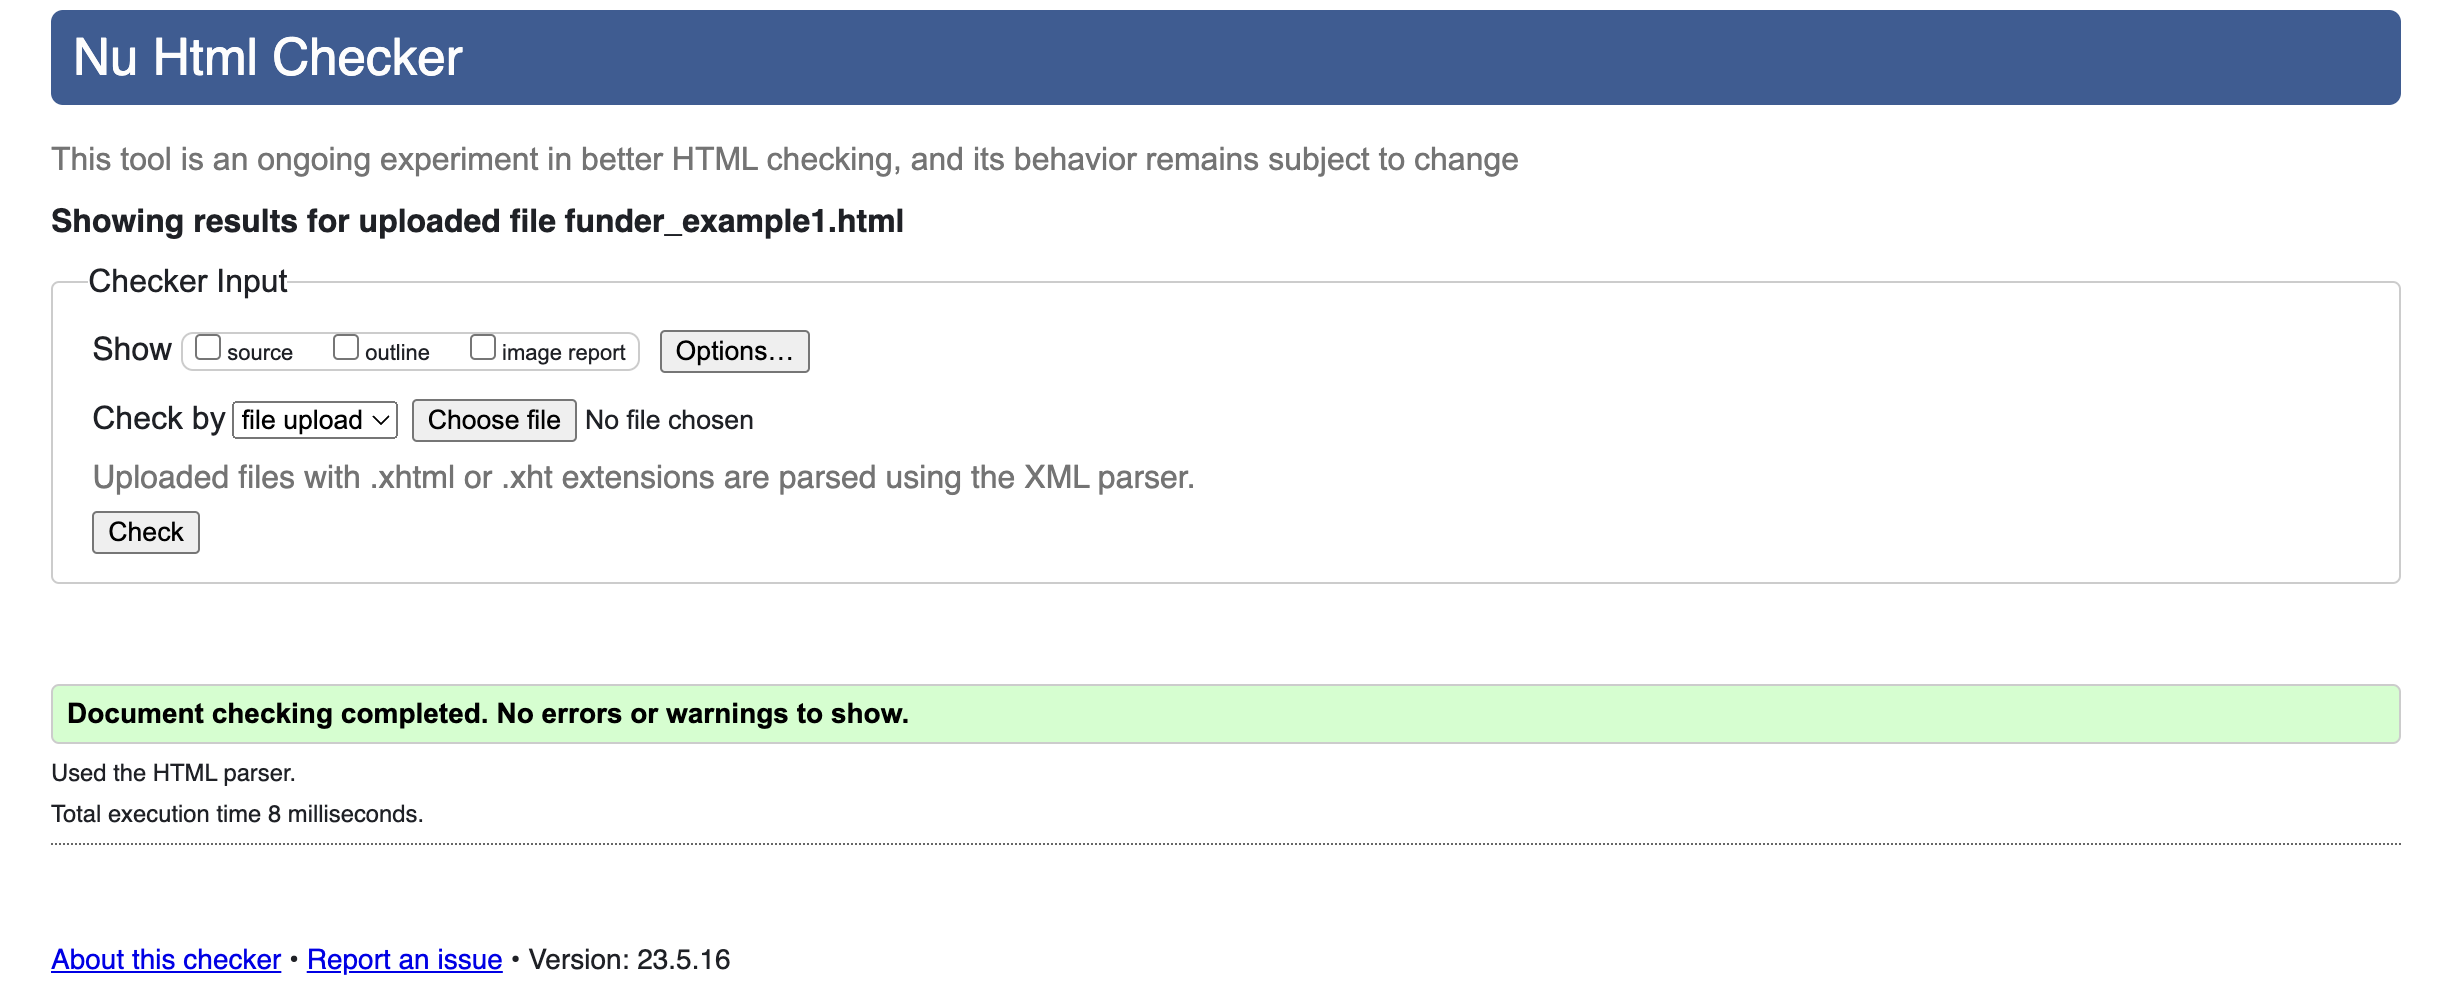 Nu Html Checker
This tool is an ongoing experiment in better HTML checking, and its behavior remains subject to change
Showing results for uploaded file funder_example1.html
Checker Input
Show source outline image report Options…
Check by file upload Choose file No file chosen
Uploaded files with .xhtml or .xht extensions are parsed using the XML parser.
Check
Document checking completed. No errors or warnings to show.
Used the HTML parser.
Total execution time 8 milliseconds.
About this checker • Report an issue • Version: 23.5.16